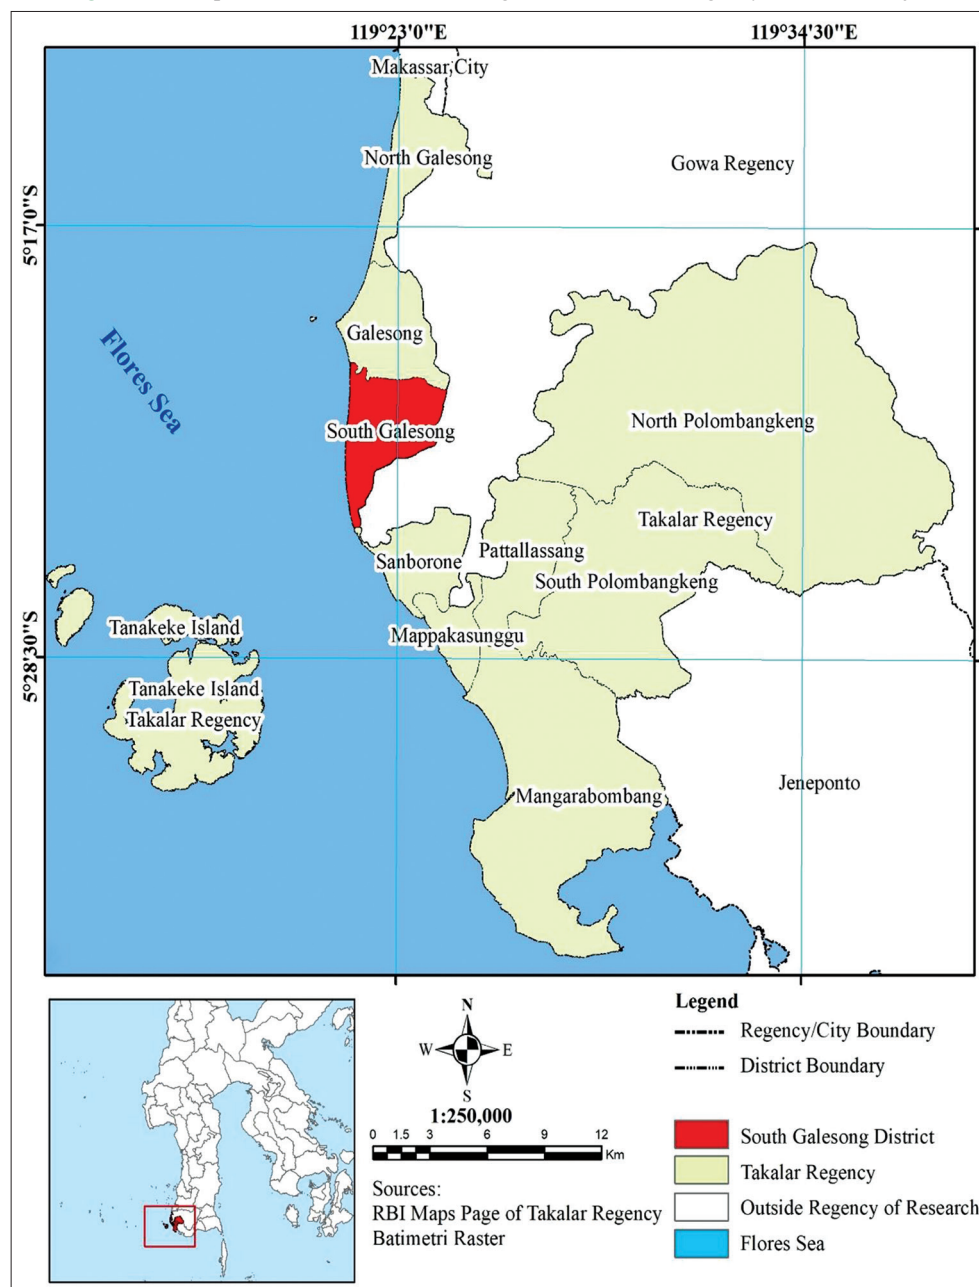 119°23'0"E
119°34'30"E
Makassar City
North Galesong
Gowa Regency
5°17'0"S
Galesong
Flores Sea
South Galesong
North Polombangkeng
Takalar Regency
Pattallassang
Sanborone
South Polombangkeng
Tanakeke Island
Mappakasunggu
5°28'30"S
Tanakeke Island
Takalar Regency
Jeneponto
Mangarabombang
N
W
E
S
1:250,000
0 1.5 3 6 9 12
Km
Sources:
RBI Maps Page of Takalar Regency
Batimetri Raster
Legend
Regency/City Boundary
District Boundary
South Galesong District
Takalar Regency
Outside Regency of Research
Flores Sea